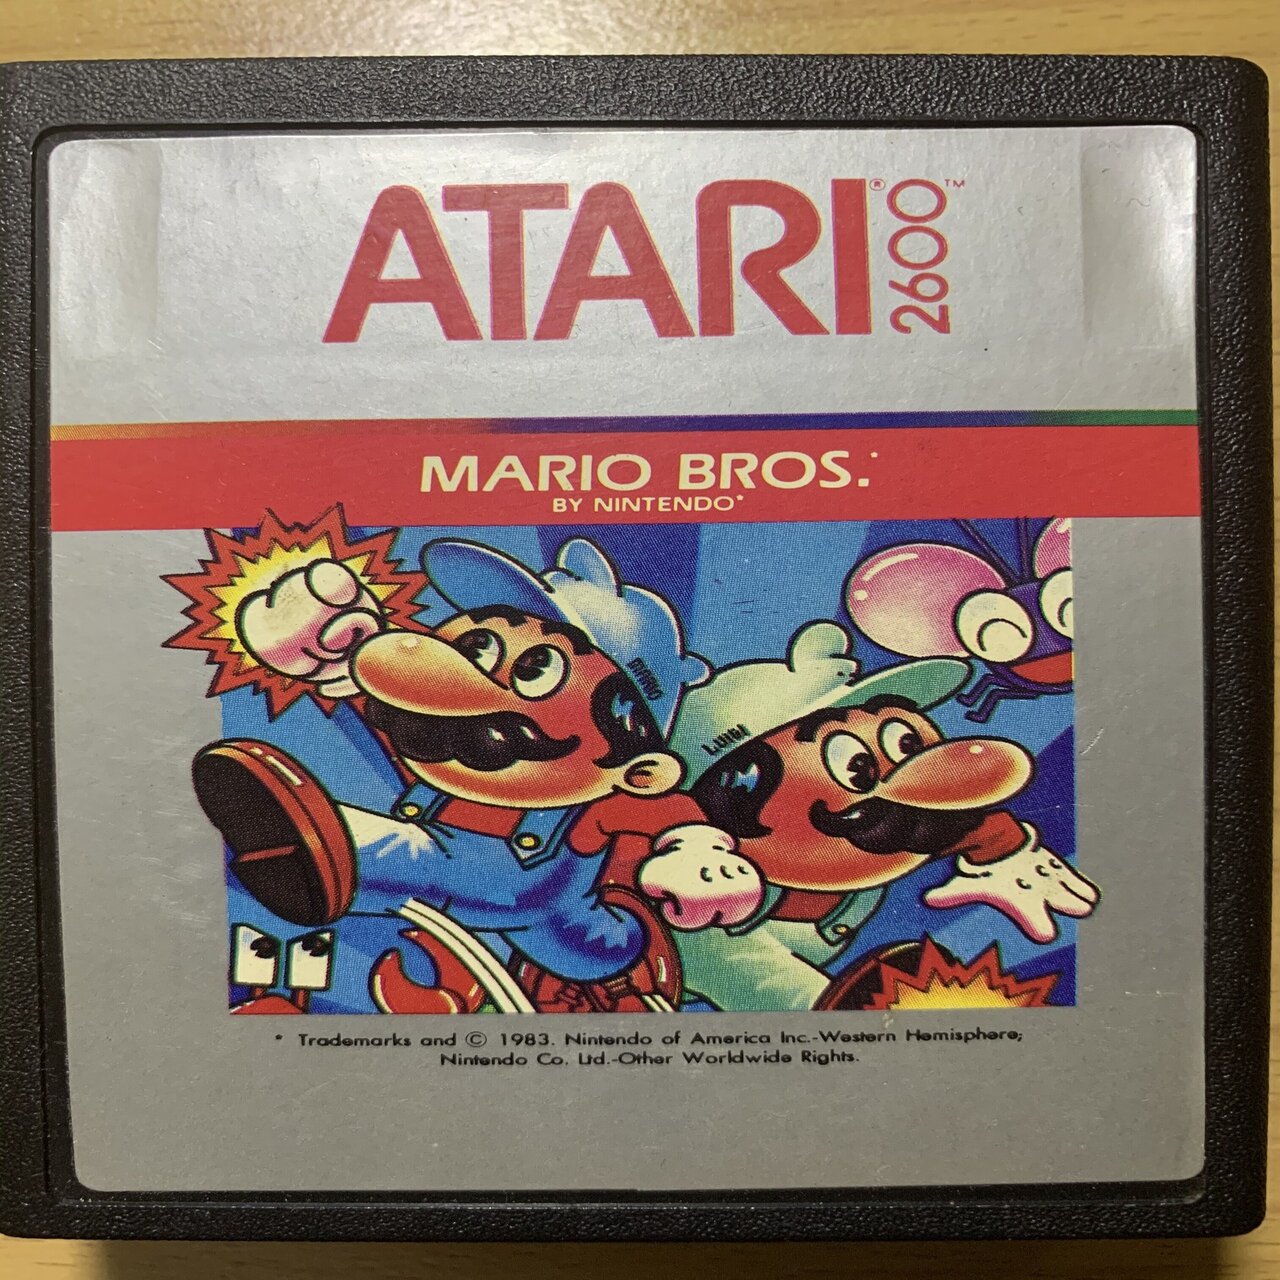 ATARI® 2600™
MARIO BROS.*
BY NINTENDO*
MARIO
LUIGI
* Trademarks and © 1983. Nintendo of America Inc.-Western Hemisphere;
Nintendo Co. Ltd.-Other Worldwide Rights.